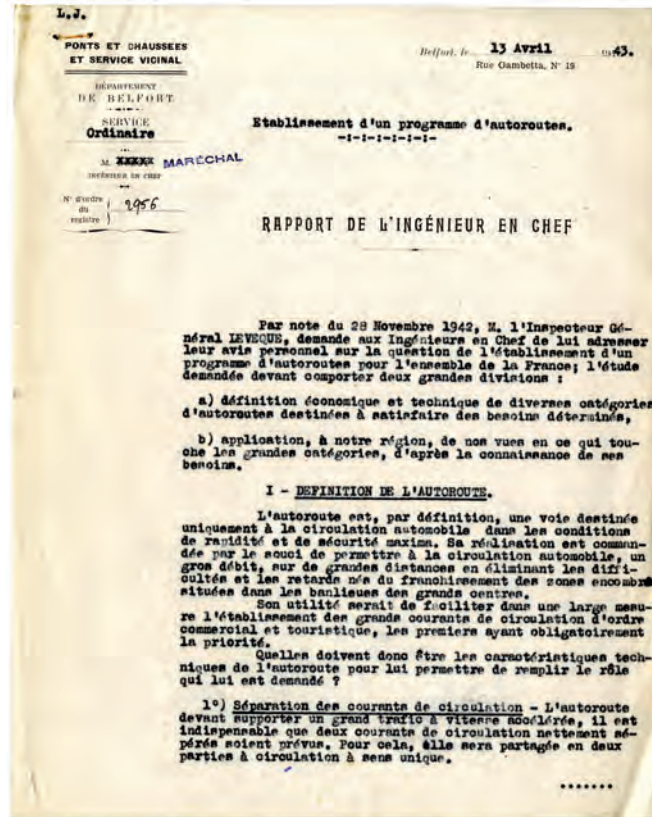 L.J.
PONTS ET CHAUSSEES
ET SERVICE VICINAL
DÉPARTEMENT
DE BELFORT
SERVICE
Ordinaire
M. XXXXX MARÉCHAL
INGÉNIEUR EN CHEF
N° d'ordre
du
registre
2956
Belfort, le 13 Avril 1943.
Rue Gambetta, N° 19
Etablissement d'un programme d'autoroutes.
-:-:-:-:-:-:-
RAPPORT DE L'INGÉNIEUR EN CHEF
Par note du 28 Novembre 1942, M. l'Inspecteur Gé-
néral LEVEQUE, demande aux Ingénieurs en Chef de lui adresser
leur avis personnel sur la question de l'établissement d'un
programme d'autoroutes pour l'ensemble de la France; l'étude
demandée devant comporter deux grandes divisions :
a) définition économique et technique de diverses catégories
d'autoroutes destinées à satisfaire des besoins déterminés,
b) application, à notre région, de nos vues en ce qui tou-
che les grandes catégories, d'après la connaissance de ses
besoins.
I - DEFINITION DE L'AUTOROUTE.
L'autoroute est, par définition, une voie destinée
uniquement à la circulation automobile dans les conditions
de rapidité et de sécurité maxima. Sa réalisation est comman-
dée par le souci de permettre à la circulation automobile, un
gros débit, sur de grandes distances en éliminant les diffi-
cultés et les retards nés du franchissement des zones encombré
situées dans les banlieues des grands centres.
Son utilité serait de faciliter dans une large mesu-
re l'établissement des grands courants de circulation d'ordre
commercial et touristique, les premiers ayant obligatoirement
la priorité.
Quelles doivent donc être les caractéristiques tech-
niques de l'autoroute pour lui permettre de remplir le rôle
qui lui est demandé ?
1°) Séparation des courants de circulation - L'autoroute
devant supporter un grand trafic à vitesse accélérée, il est
indispensable que deux courants de circulation nettement sé-
pérés soient prévus. Pour cela, élle sera partagée en deux
parties à circulation à sens unique.
.......